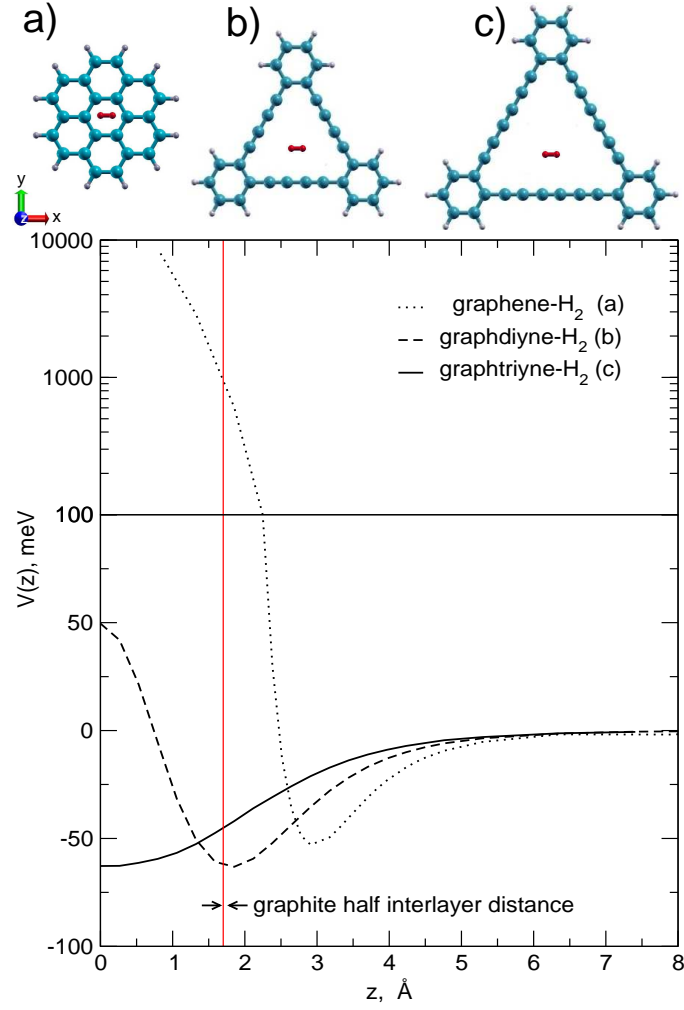 a) b) c)
y
z x
10000
graphene-H2 (a)
graphdiyne-H2 (b)
graphtriyne-H2 (c)
1000
100
V(z), meV
50
0
-50
graphite half interlayer distance
-100
0 1 2 3 4 5 6 7 8
z, Å